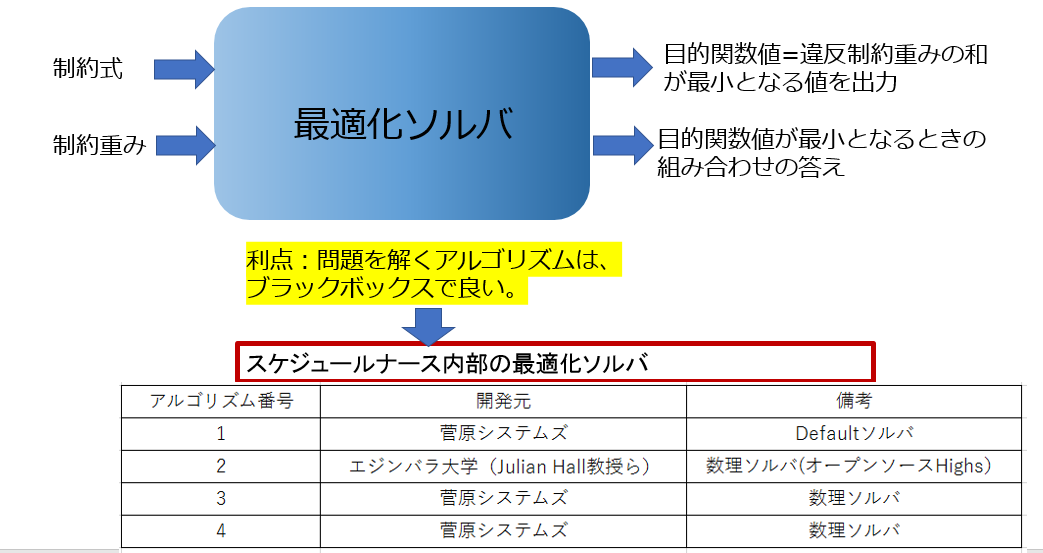 制約式
制約重み
最適化ソルバ
目的関数値=違反制約重みの和
が最小となる値を出力
目的関数値が最小となるときの
組み合わせの答え
利点：問題を解くアルゴリズムは、
ブラックボックスで良い。
スケジュールナース内部の最適化ソルバ
アルゴリズム番号 開発元 備考
1 菅原システムズ Defaultソルバ
2 エジンバラ大学（Julian Hall教授ら） 数理ソルバ(オープンソースHighs）
3 菅原システムズ 数理ソルバ
4 菅原システムズ 数理ソルバ